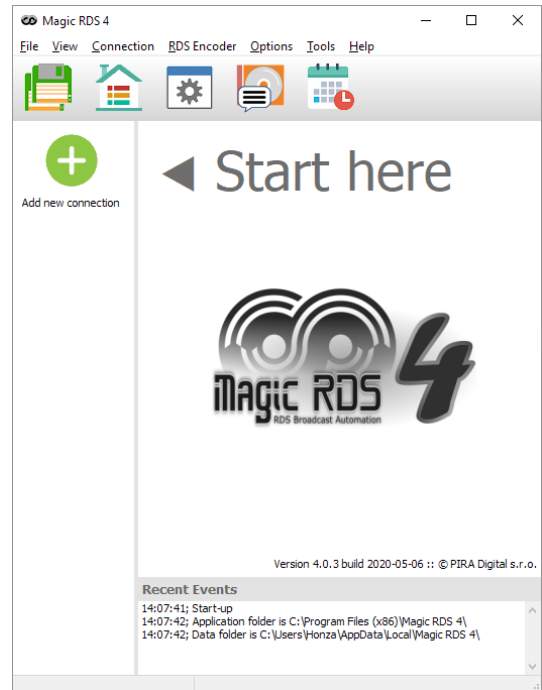 Magic RDS 4
File View Connection RDS Encoder Options Tools Help
Add new connection
Start here
Magic RDS 4
RDS Broadcast Automation
Version 4.0.3 build 2020-05-06 :: © PIRA Digital s.r.o.
Recent Events
14:07:41; Start-up
14:07:42; Application folder is C:\Program Files (x86)\Magic RDS 4\
14:07:42; Data folder is C:\Users\Honza\AppData\Local\Magic RDS 4\